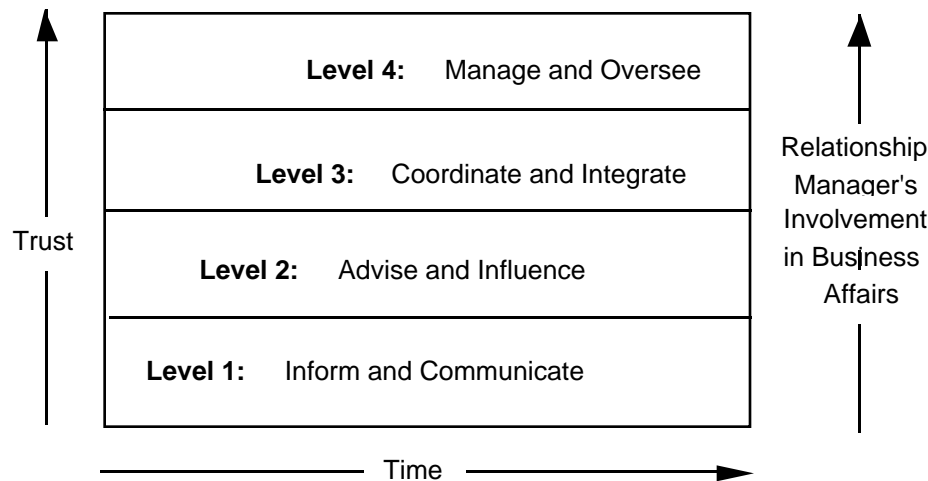 Level 4: Manage and Oversee
Level 3: Coordinate and Integrate
Level 2: Advise and Influence
Level 1: Inform and Communicate
Trust
Relationship
Manager's
Involvement
in Business
Affairs
Time